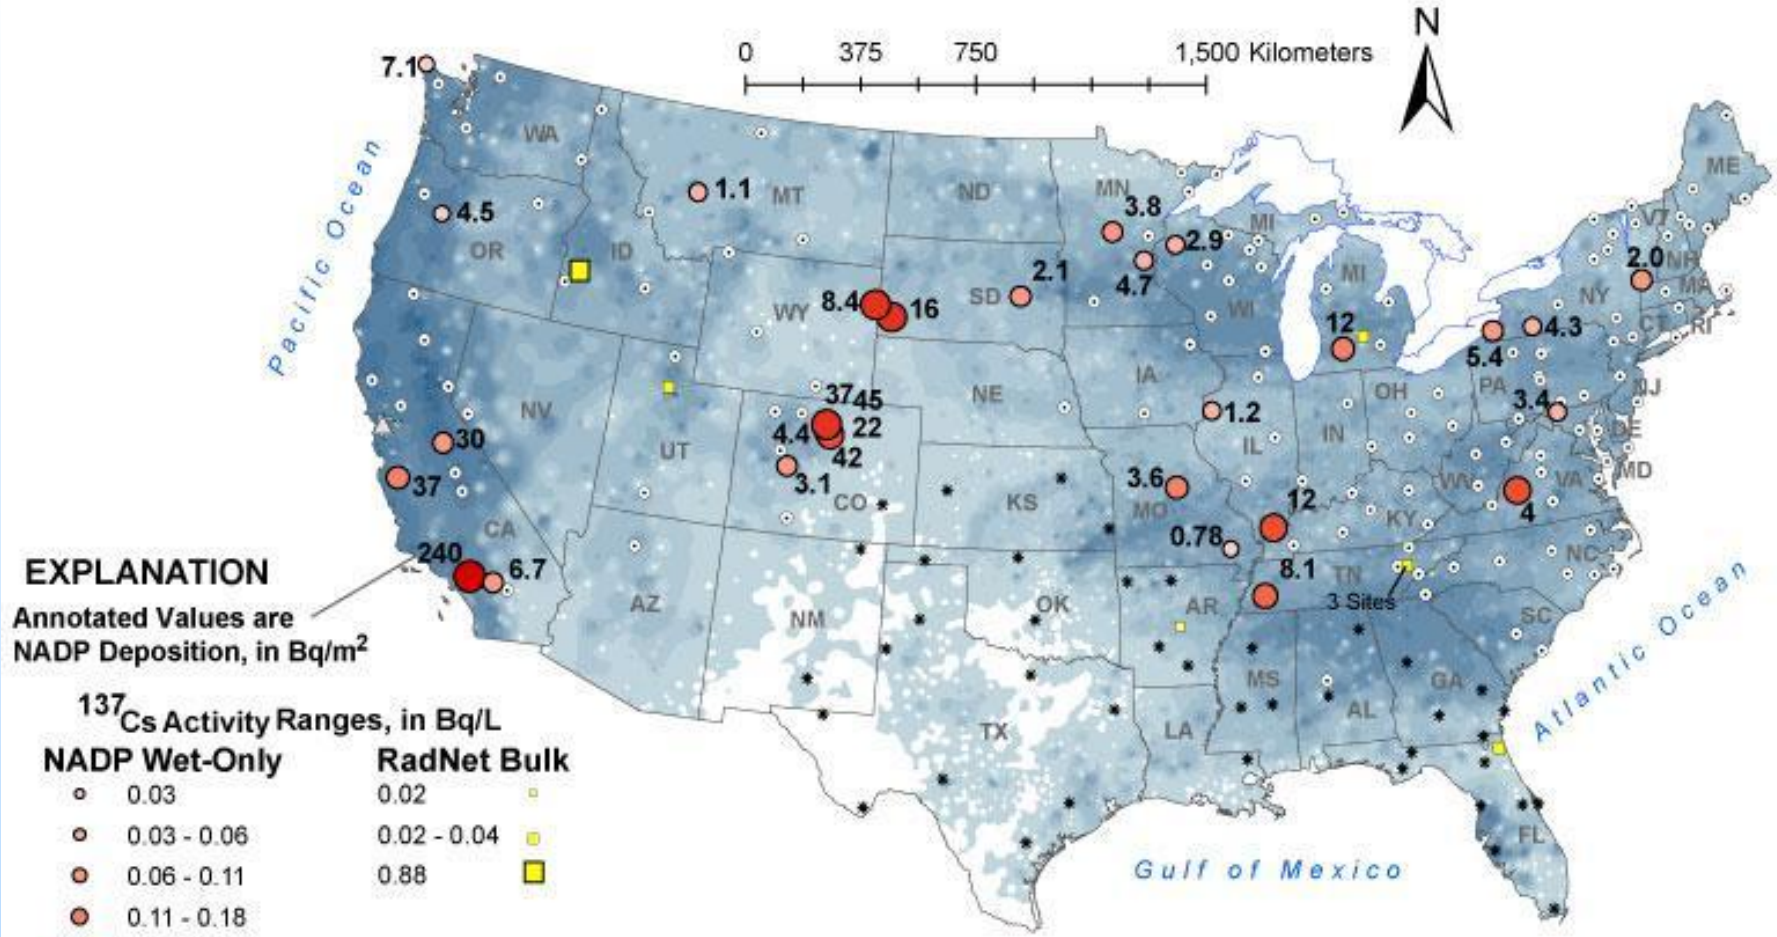 N
0 375 750 1,500 Kilometers
7.1
Pacific Ocean
WA
4.5
OR
ID
1.1
MT
ND
MN
3.8
2.9
4.7
MI
WI
MI
12
2.1
SD
WY
8.4
16
ME
VT
NH
2.0
MA
NY
CT
RI
4.3
5.4
PA
NJ
3.4
DE
MD
OH
IN
IL
1.2
IA
NE
37 45
4.4
22
42
3.1
CO
UT
NV
30
37
CA
240
6.7
KS
3.6
MO
0.78
12
KY
WV
VA
4
8.1
TN
3 Sites
NC
SC
AZ
NM
OK
AR
TX
LA
MS
AL
GA
FL
Atlantic Ocean
Gulf of Mexico
EXPLANATION
Annotated Values are
NADP Deposition, in Bq/m²
¹³⁷Cs Activity Ranges, in Bq/L
NADP Wet-Only RadNet Bulk
0.03 0.02
0.03 - 0.06 0.02 - 0.04
0.06 - 0.11 0.88
0.11 - 0.18